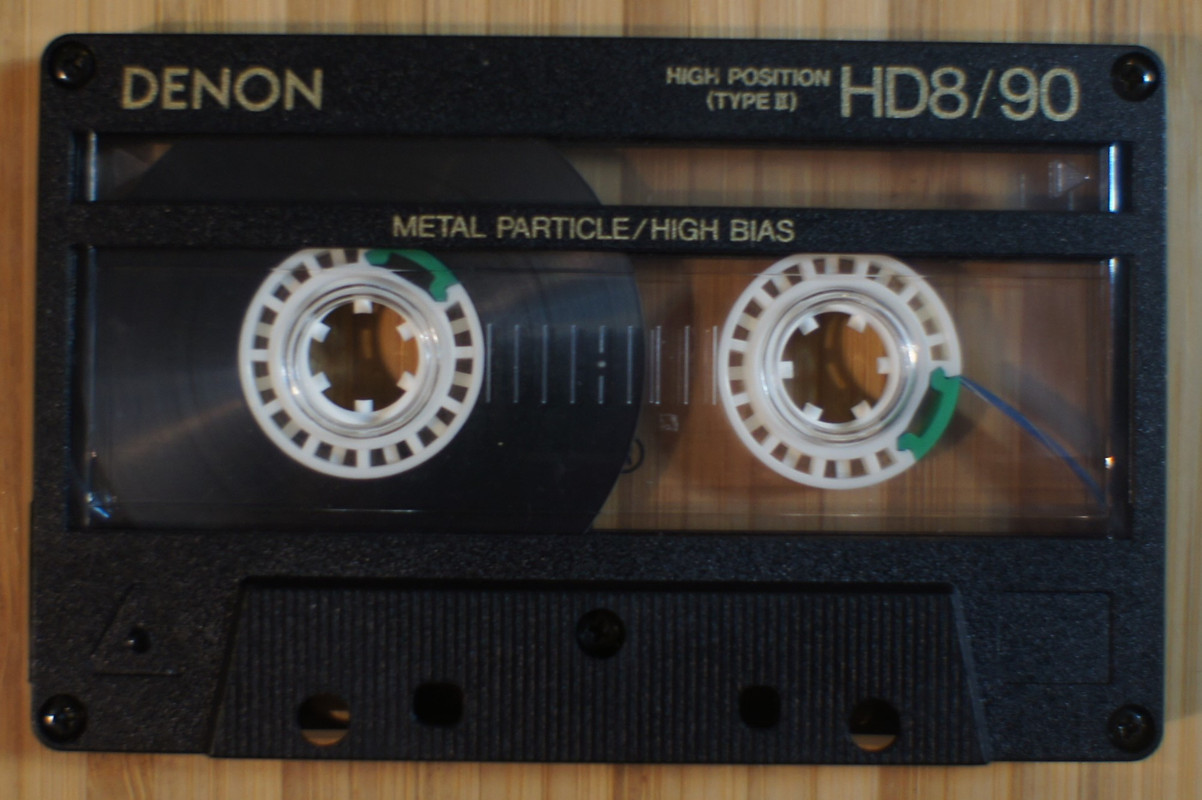 DENON
HIGH POSITION
(TYPE II)
HD8/90
METAL PARTICLE/HIGH BIAS